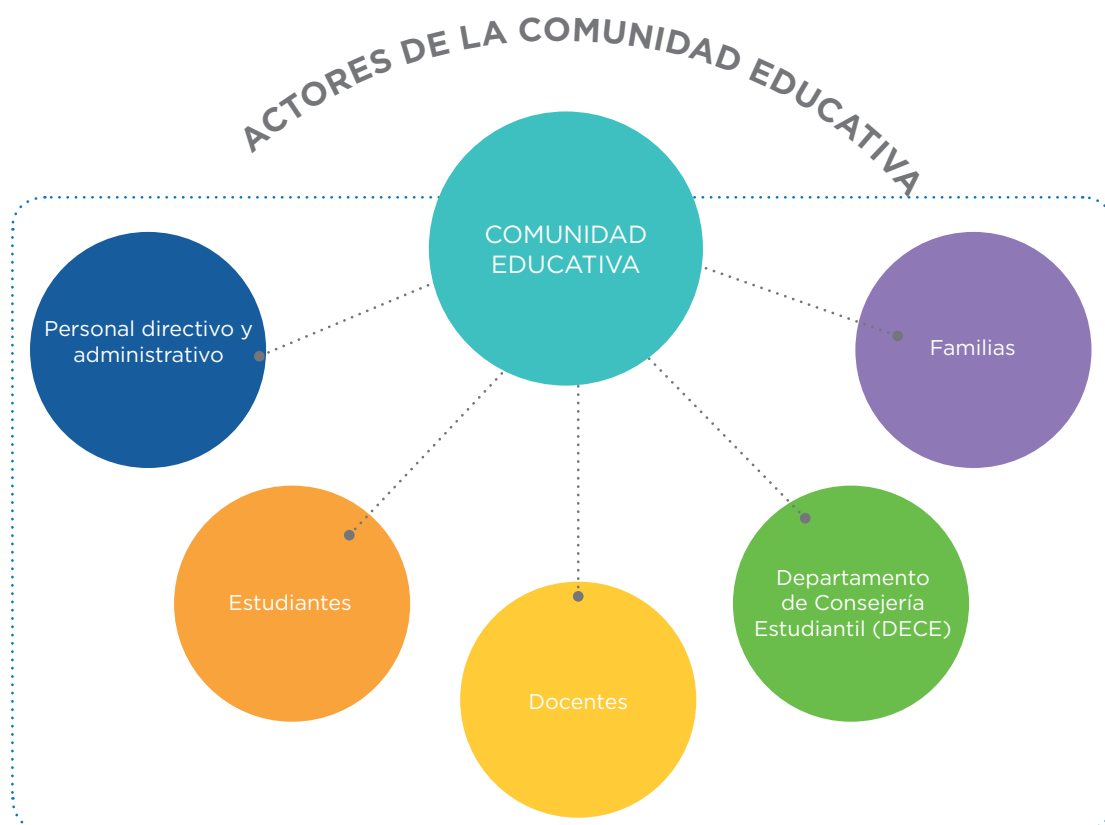 ACTORES DE LA COMUNIDAD EDUCATIVA
COMUNIDAD
EDUCATIVA
Personal directivo y
administrativo
Familias
Estudiantes
Departamento
de Consejería
Estudiantil (DECE)
Docentes